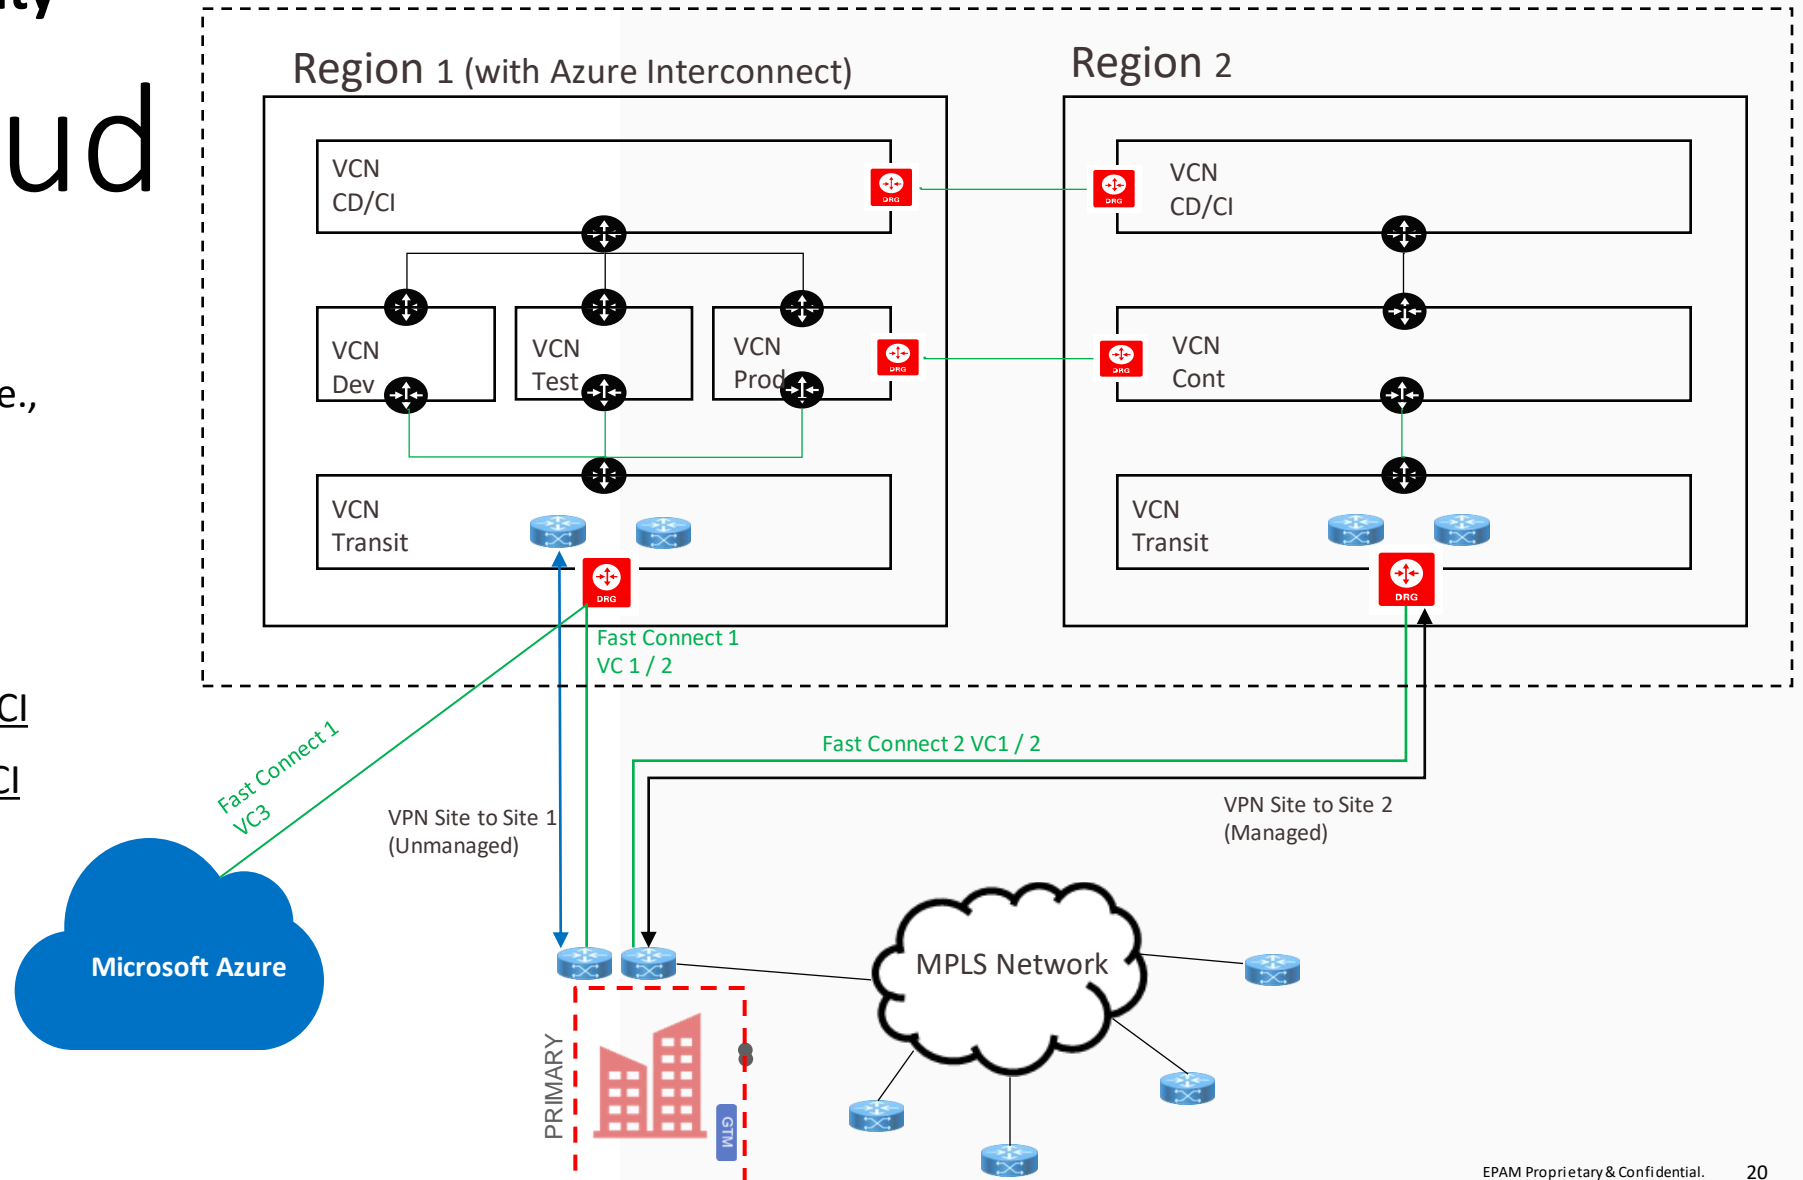 ity
ud
e.,
CI
CI
Region 1 (with Azure Interconnect)
Region 2
VCN
CD/CI
DRG
DRG
VCN
CD/CI
VCN
Dev
VCN
Test
VCN
Prod
DRG
DRG
VCN
Cont
VCN
Transit
DRG
VCN
Transit
DRG
Fast Connect 1
VC 1 / 2
Fast Connect 2 VC1 / 2
Fast Connect 1
VC3
VPN Site to Site 1
(Unmanaged)
VPN Site to Site 2
(Managed)
Microsoft Azure
MPLS Network
PRIMARY
GTM
EPAM Proprietary & Confidential. 20